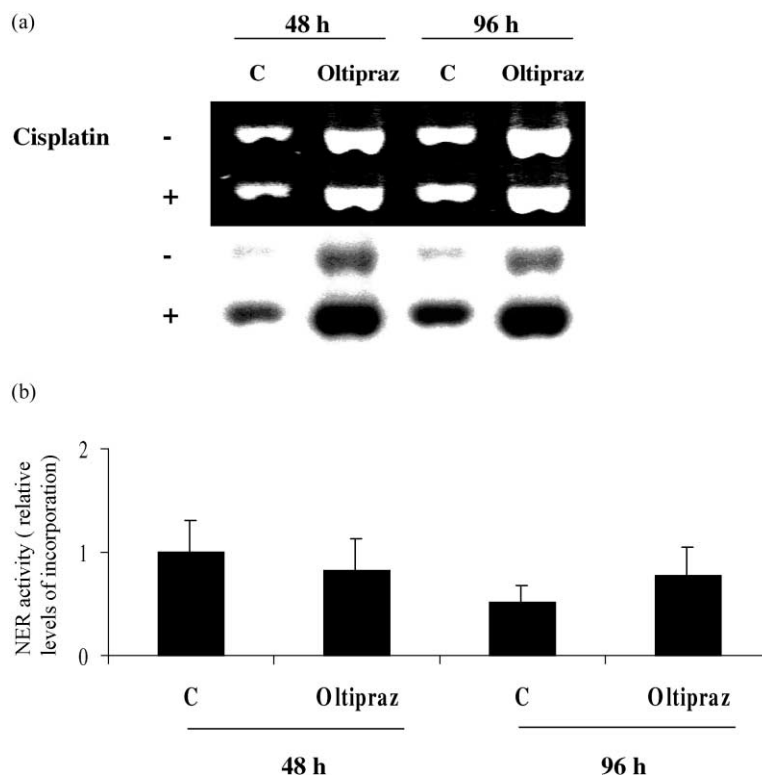 (a)
48 h 96 h
C Oltipraz C Oltipraz
Cisplatin -
+
-
+
(b)
NER activity ( relative
levels of incorporation)
2
1
0
C Oltipraz C Oltipraz
48 h 96 h